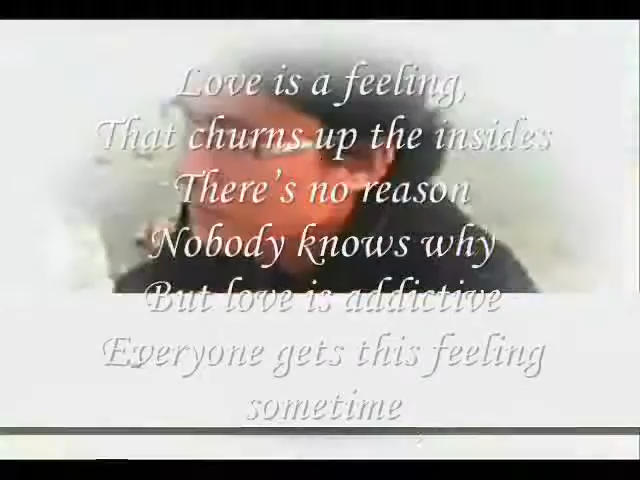 Love is a feeling,
That churns up the insides
There's no reason
Nobody knows why
But love is addictive
Everyone gets this feeling
sometime